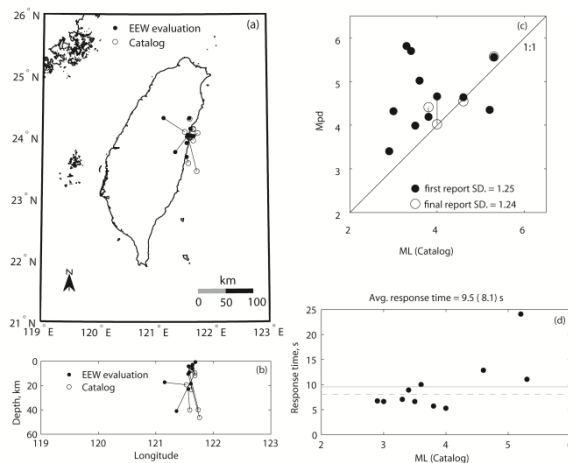 (a)
EEW evaluation
Catalog
26°N
25°N
24°N
23°N
22°N
21°N
N
km
0 50 100
119°E 120°E 121°E 122°E 123°E
(b)
EEW evaluation
Catalog
Depth, km
0
20
40
60
119 120 121 122 123
Longitude
(c)
1:1
Mpd
6
5
4
3
2
first report SD. = 1.25
final report SD. = 1.24
2 4 6
ML (Catalog)
Avg. response time = 9.5 ( 8.1) s
(d)
Response time, s
25
20
15
10
5
0
2 3 4 5 6
ML (Catalog)